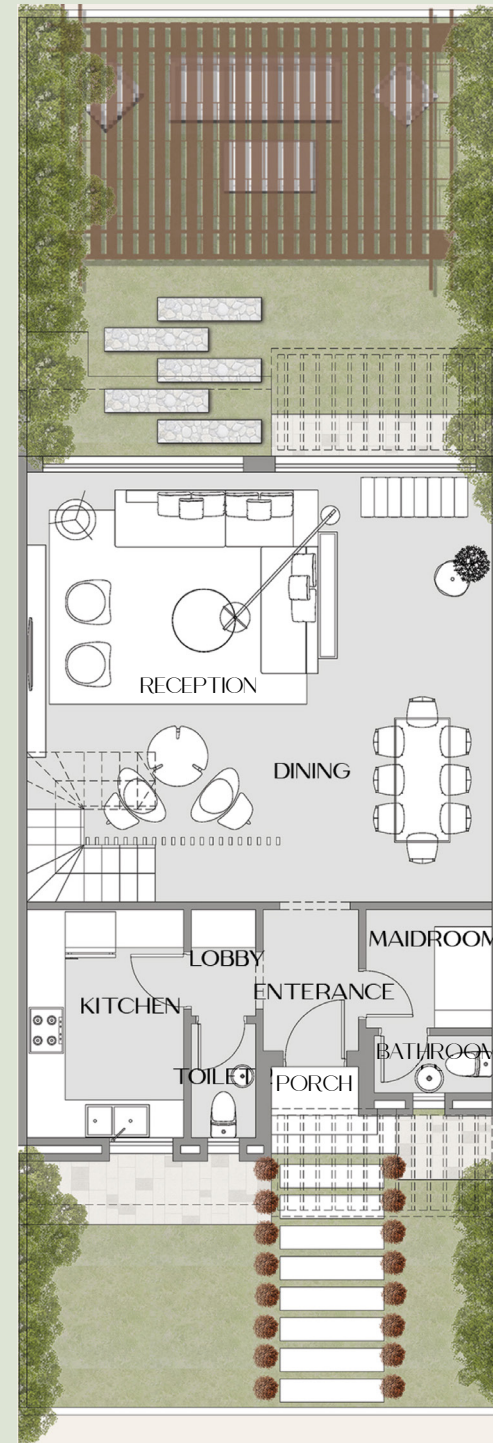 RECEPTION
DINING
MAIDROOM
LOBBY
KITCHEN
ENTERANCE
BATHROOM
TOILET
PORCH